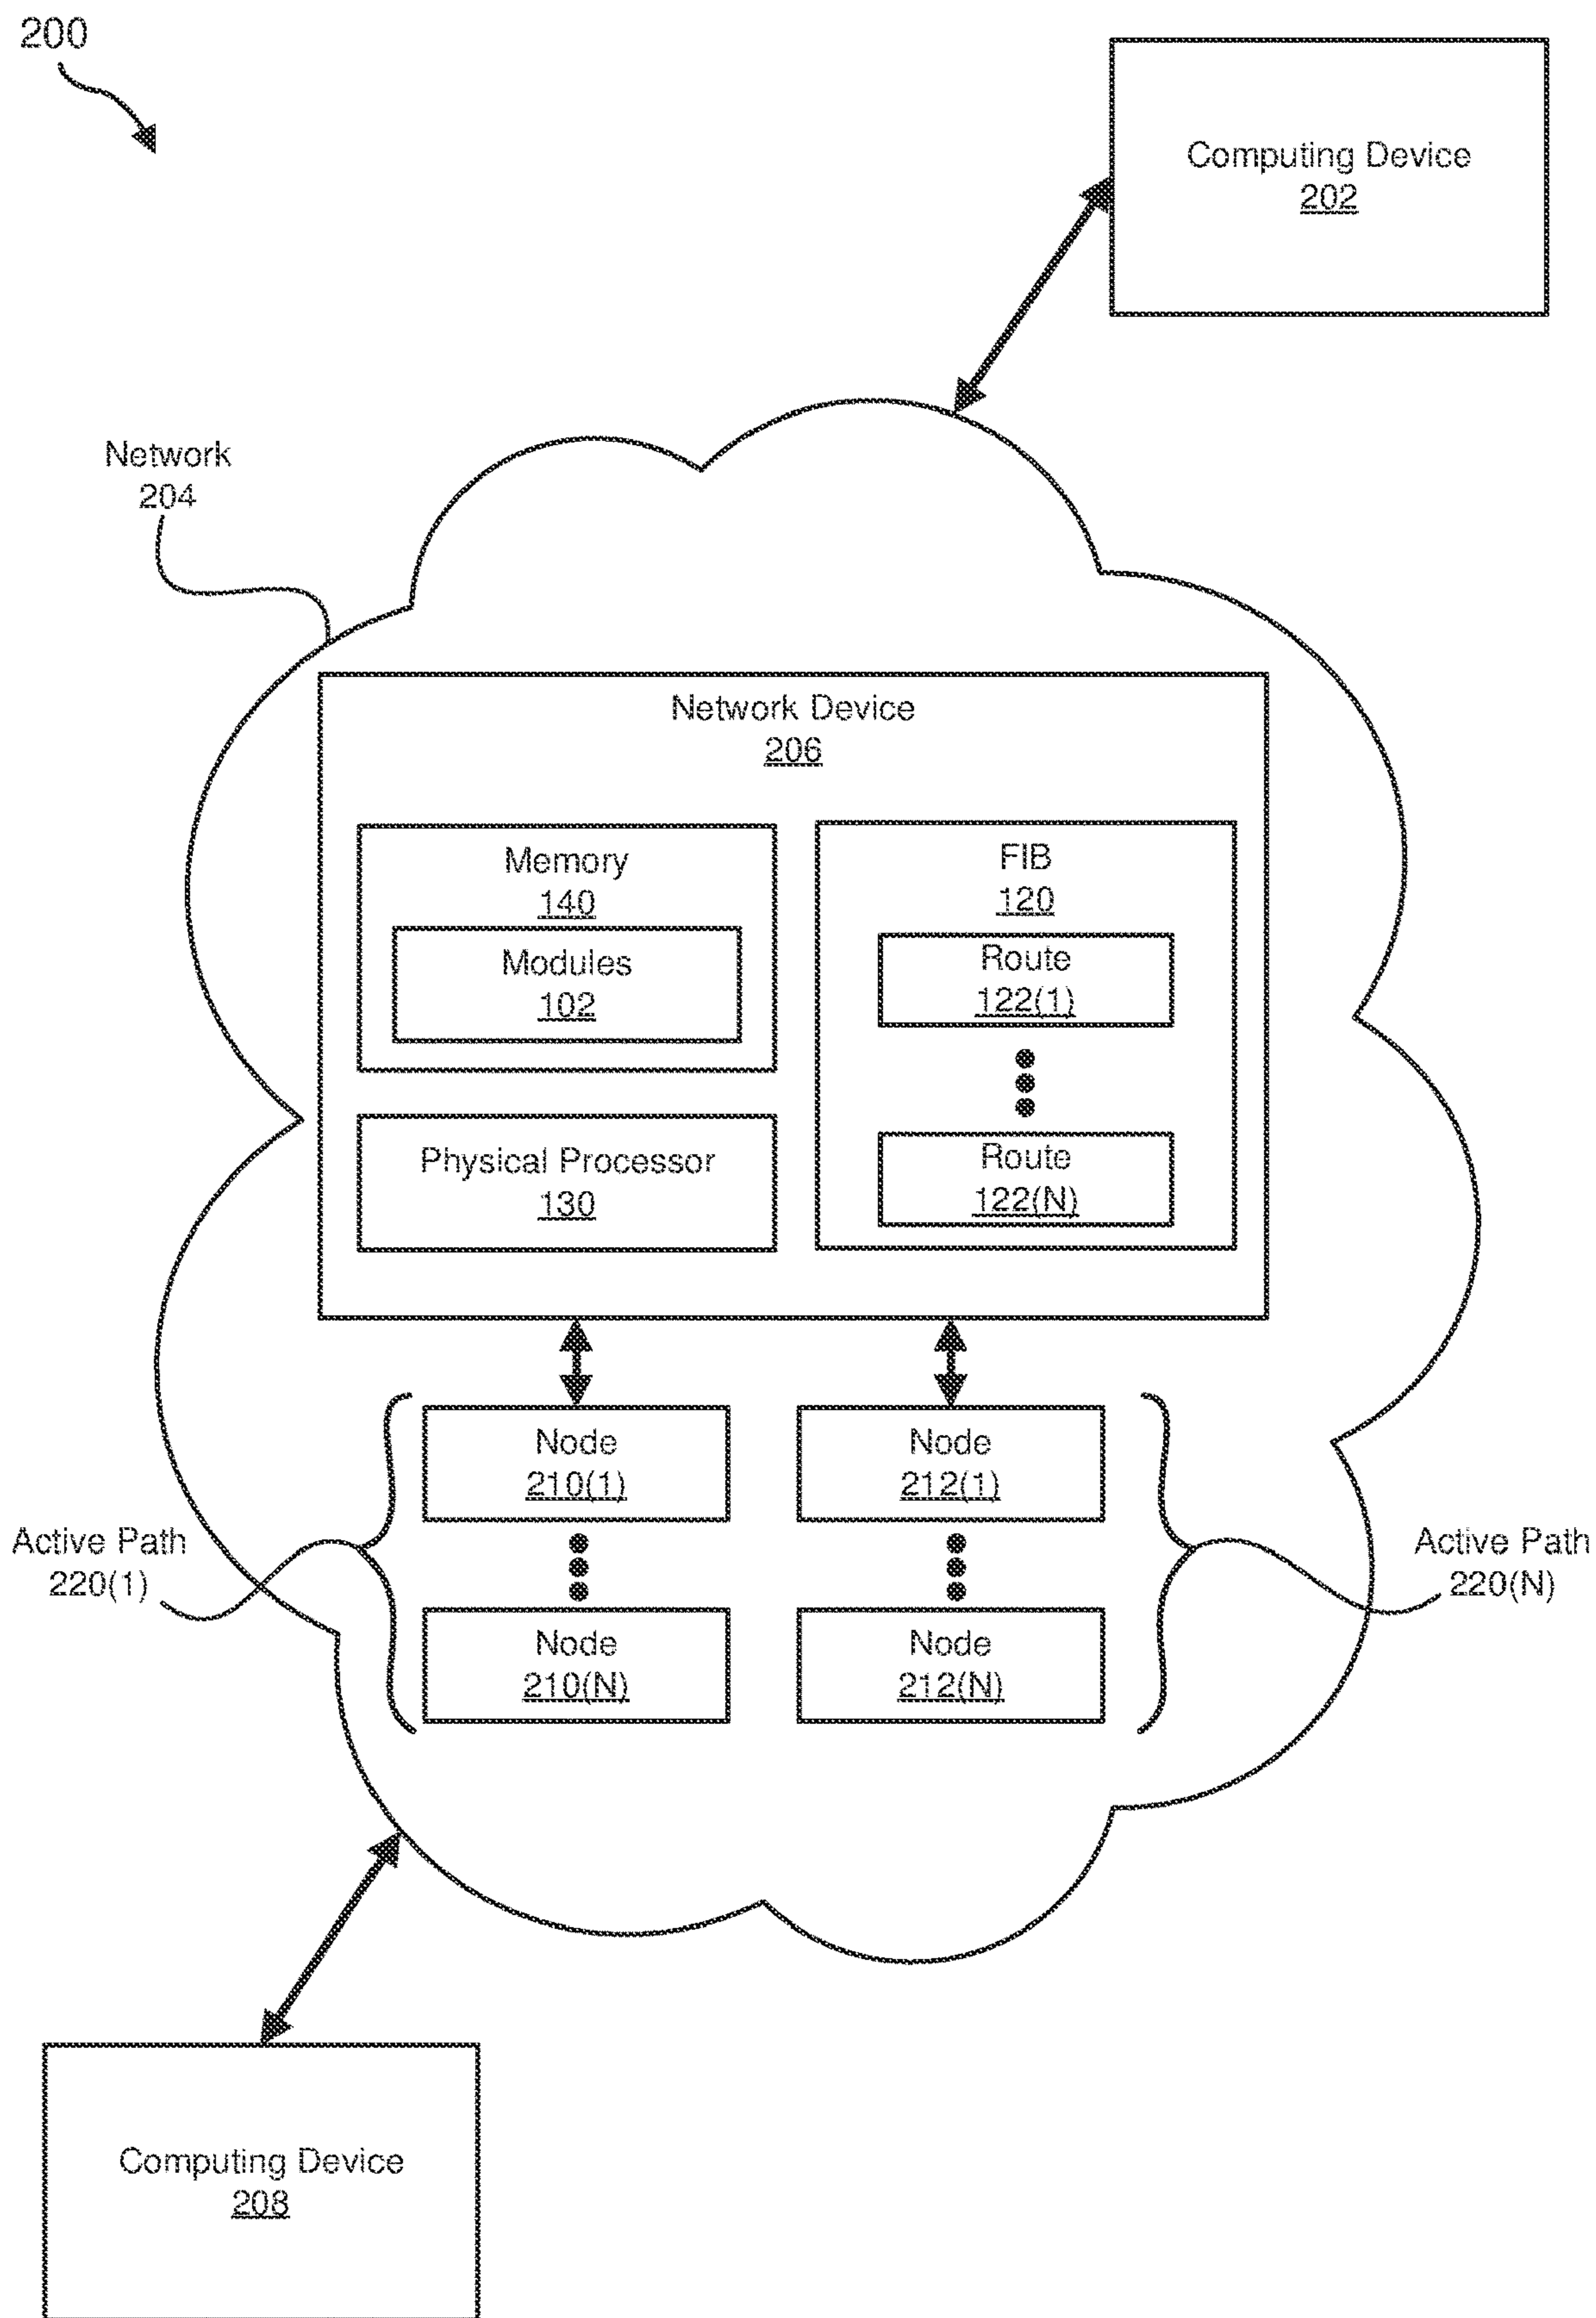 200
Computing Device
202
Network
204
Network Device
206
Memory
140
Modules
102
Physical Processor
130
FIB
120
Route
122(1)
Route
122(N)
Node
210(1)
Node
212(1)
Active Path
220(1)
Active Path
220(N)
Node
210(N)
Node
212(N)
Computing Device
208